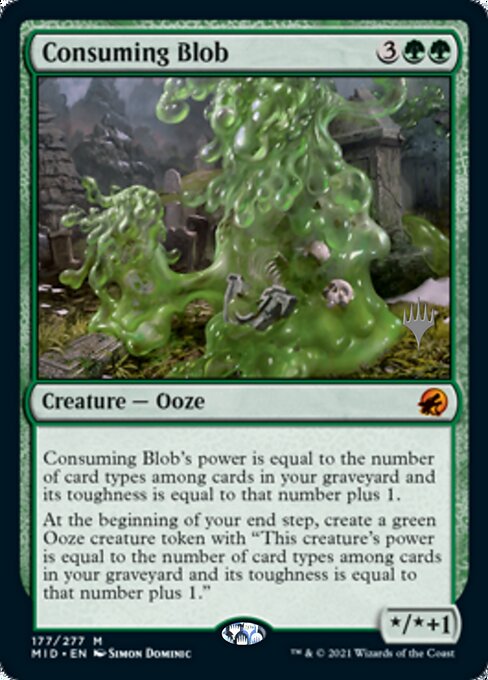 Consuming Blob 3
Creature — Ooze
Consuming Blob's power is equal to the number
of card types among cards in your graveyard and
its toughness is equal to that number plus 1.
At the beginning of your end step, create a green
Ooze creature token with “This creature's power
is equal to the number of card types among cards
in your graveyard and its toughness is equal to
that number plus 1.”
*/*+1
177/277 M
MID • EN SIMON DOMINIC
™ & © 2021 Wizards of the Coast